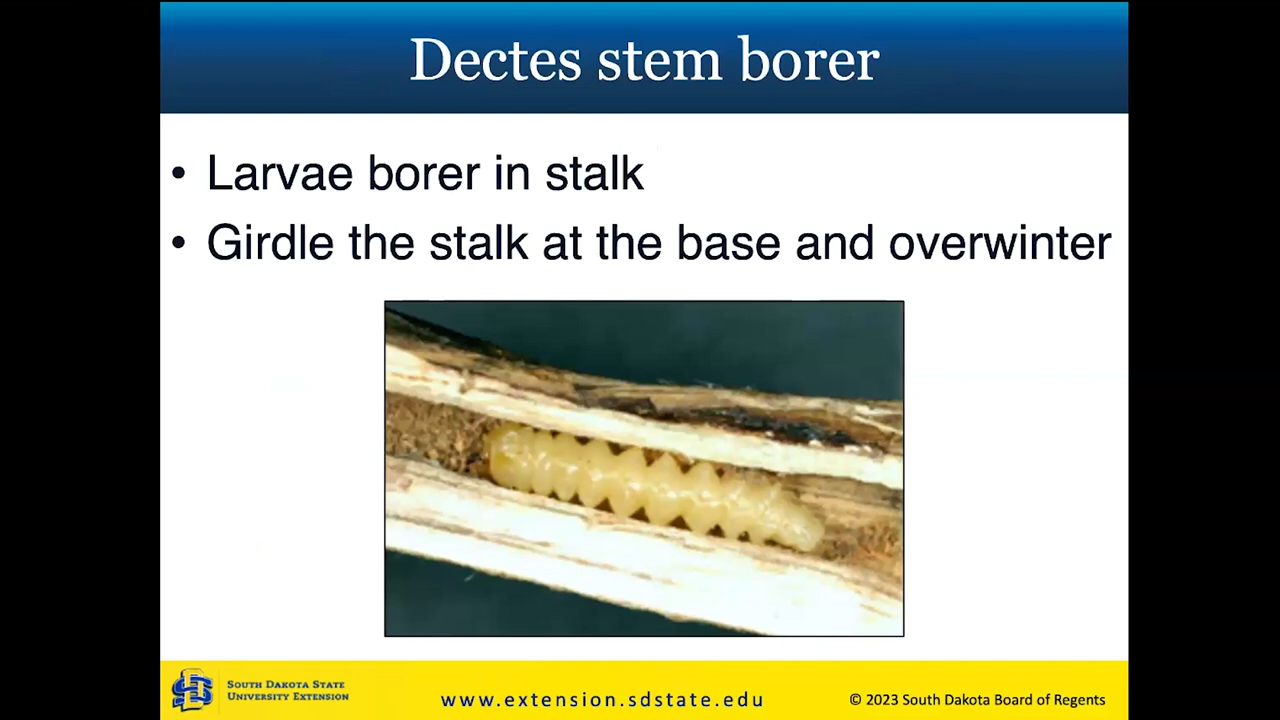 Dectes stem borer
• Larvae borer in stalk
• Girdle the stalk at the base and overwinter
SOUTH DAKOTA STATE
UNIVERSITY EXTENSION
www.extension.sdstate.edu
© 2023 South Dakota Board of Regents